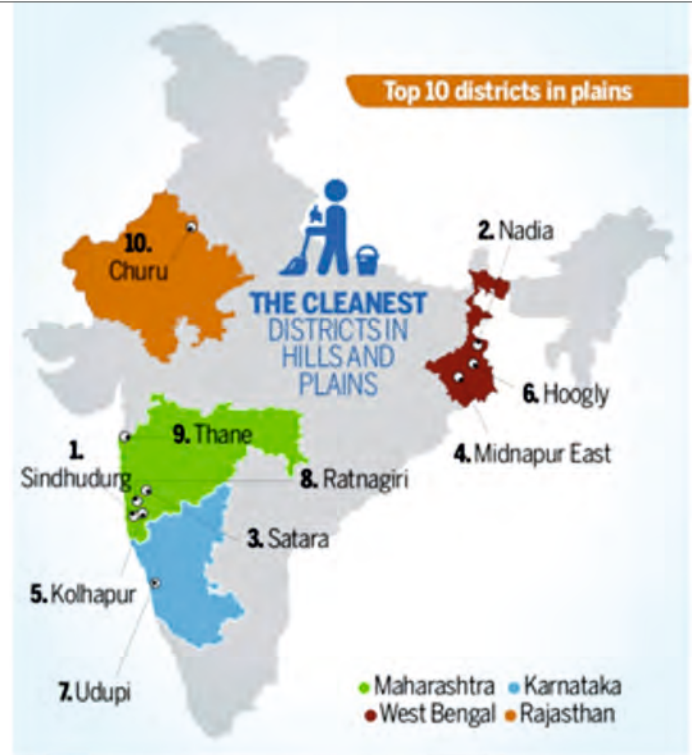 Top 10 districts in plains
2. Nadia
10.
Churu
THE CLEANEST
DISTRICTS IN
HILLS AND
PLAINS
6. Hoogly
9. Thane
1.
Sindhudurg
4. Midnapur East
8. Ratnagiri
3. Satara
5. Kolhapur
7. Udupi
Maharashtra Karnataka
West Bengal Rajasthan